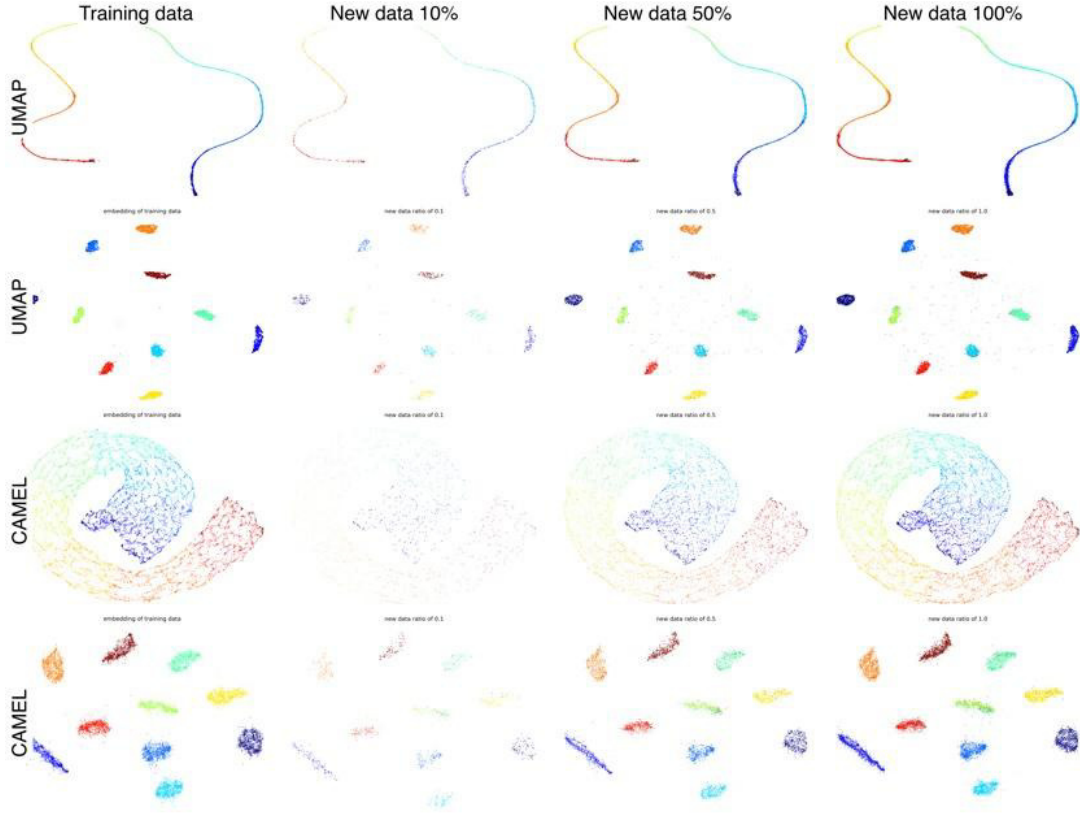 Training data New data 10% New data 50% New data 100%
UMAP
embedding of training data new data ratio of 0.1 new data ratio of 0.5 new data ratio of 1.0
UMAP
embedding of training data new data ratio of 0.1 new data ratio of 0.5 new data ratio of 1.0
CAMEL
embedding of training data new data ratio of 0.1 new data ratio of 0.5 new data ratio of 1.0
CAMEL